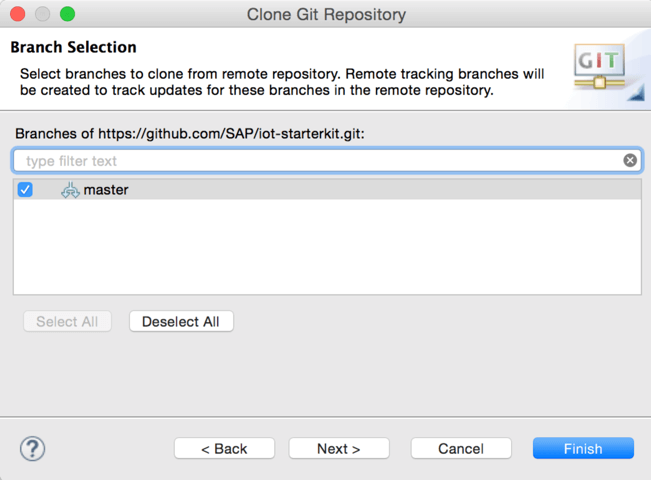 Clone Git Repository
Branch Selection
Select branches to clone from remote repository. Remote tracking branches will
be created to track updates for these branches in the remote repository.
GIT
Branches of https://github.com/SAP/iot-starterkit.git:
type filter text
master
Select All
Deselect All
?
< Back
Next >
Cancel
Finish